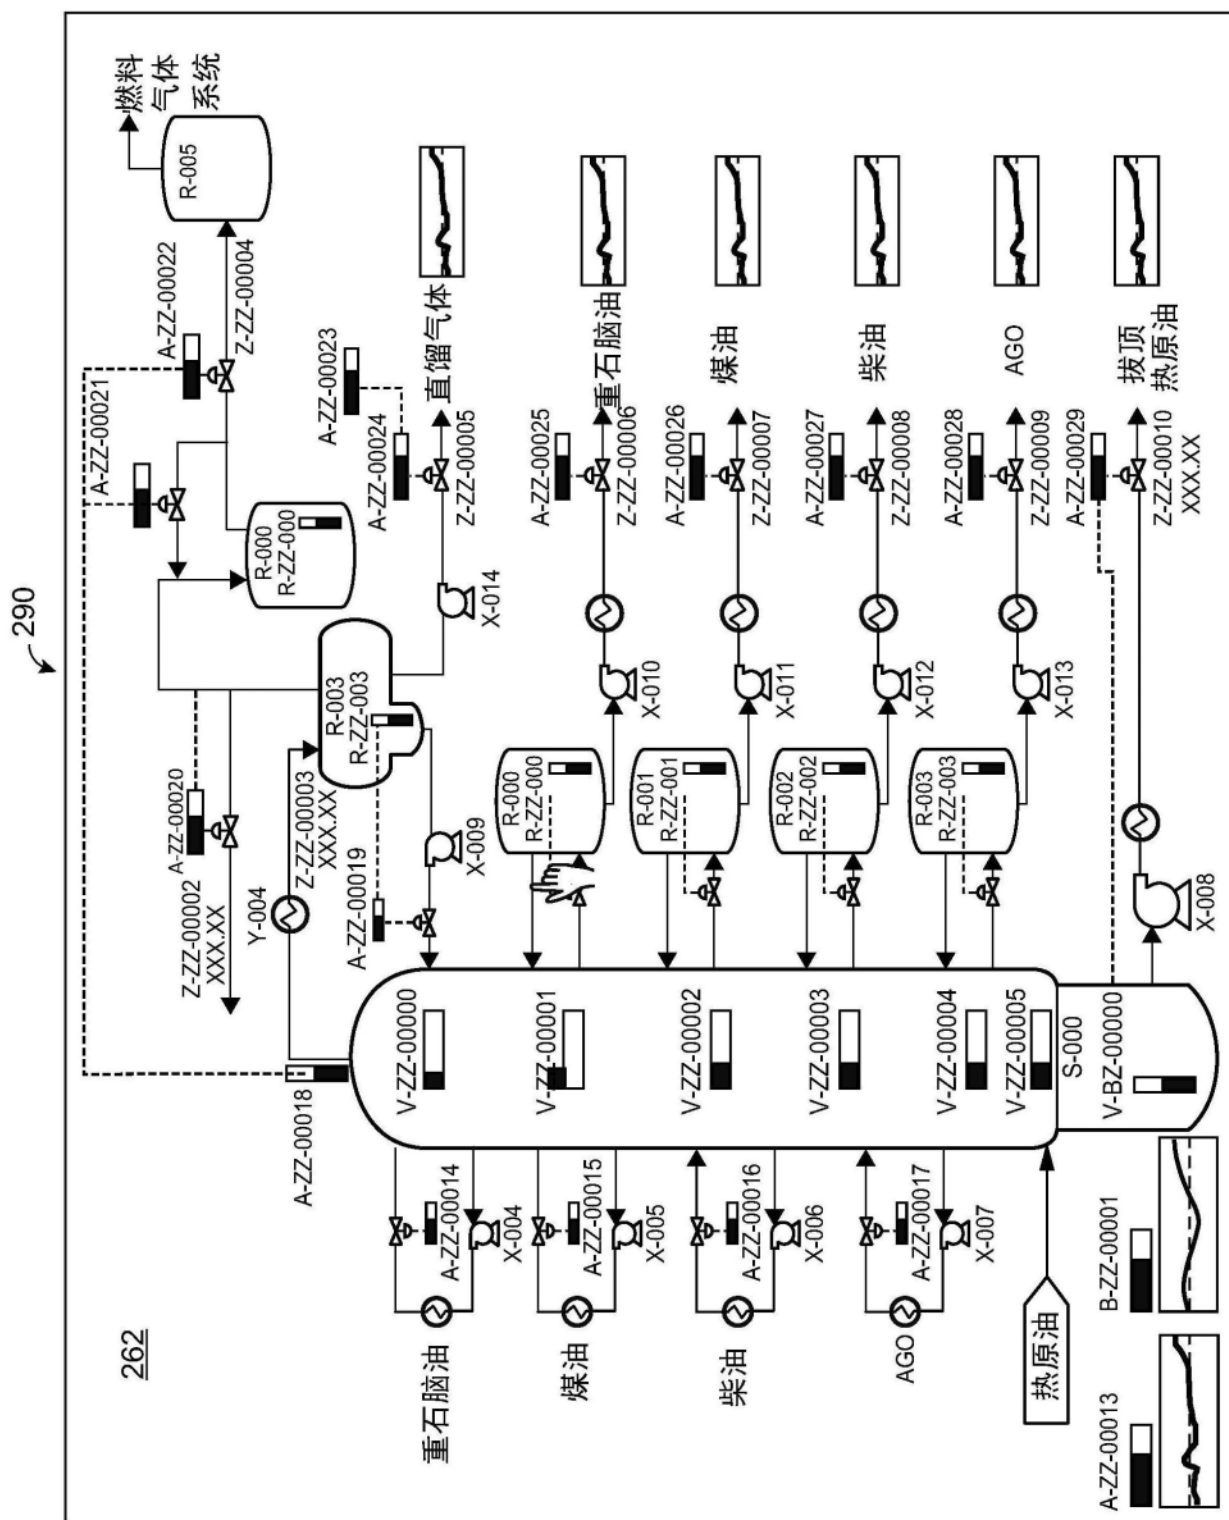 290
262
燃料
气体
系统
R-005
A-ZZ-00022
Z-ZZ-00004
A-ZZ-00021
R-000
R-ZZ-000
A-ZZ-00020
Z-ZZ-00002
XXX.XX
Y-004
Z-ZZ-00003
XXX.XX
R-003
R-ZZ-003
A-ZZ-00019
X-009
A-ZZ-00023
A-ZZ-00024
直馏气体
Z-ZZ-00005
X-014
A-ZZ-00018
重石脑油
A-ZZ-00025
Z-ZZ-00006
X-010
R-000
R-ZZ-000
煤油
A-ZZ-00026
Z-ZZ-00007
X-011
R-001
R-ZZ-001
柴油
A-ZZ-00027
Z-ZZ-00008
X-012
R-002
R-ZZ-002
AGO
A-ZZ-00028
Z-ZZ-00009
X-013
R-003
R-ZZ-003
拔顶
热原油
A-ZZ-00029
Z-ZZ-00010
XXX.XX
X-008
V-ZZ-00000
V-ZZ-00001
V-ZZ-00002
V-ZZ-00003
V-ZZ-00004
V-ZZ-00005
S-000
V-BZ-00000
重石脑油
A-ZZ-00014
X-004
煤油
A-ZZ-00015
X-005
柴油
A-ZZ-00016
X-006
AGO
A-ZZ-00017
X-007
热原油
A-ZZ-00013
B-ZZ-00001